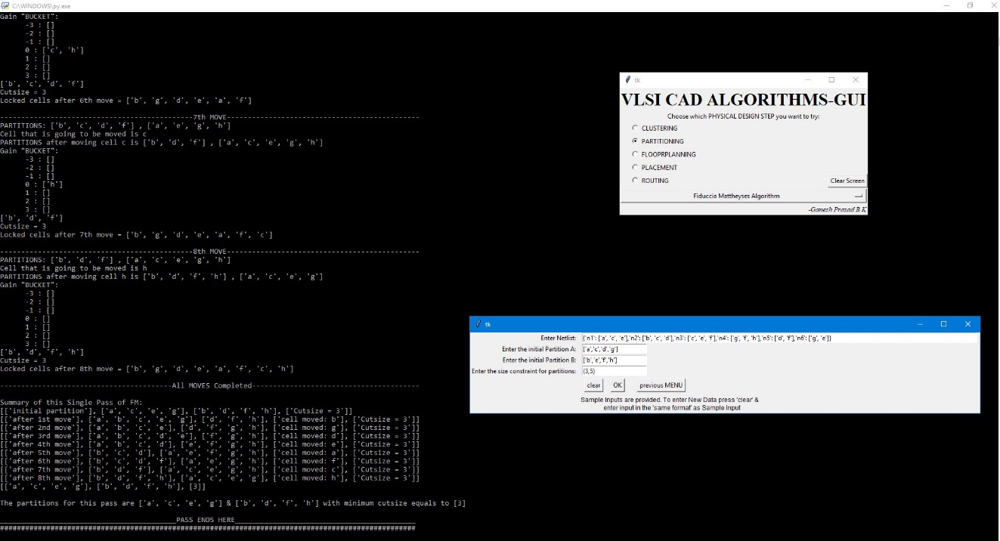 C:\WINDOWS\py.exe
Gain "BUCKET":
-3 : []
-2 : []
-1 : []
0 : ['c', 'h']
1 : []
2 : []
3 : []
['b', 'c', 'd', 'f']
Cutsize = 3
Locked cells after 6th move = ['b', 'g', 'd', 'e', 'a', 'f']
---------------------------------------------7th MOVE---------------------------------------------
PARTITIONS: ['b', 'c', 'd', 'f'] , ['a', 'e', 'g', 'h']
Cell that is going to be moved is c
PARTITIONS after moving cell c is ['b', 'd', 'f'] , ['a', 'c', 'e', 'g', 'h']
Gain "BUCKET":
-3 : []
-2 : []
-1 : []
0 : ['h']
1 : []
2 : []
3 : []
['b', 'd', 'f']
Cutsize = 3
Locked cells after 7th move = ['b', 'g', 'd', 'e', 'a', 'f', 'c']
---------------------------------------------8th MOVE---------------------------------------------
PARTITIONS: ['b', 'd', 'f'] , ['a', 'c', 'e', 'g', 'h']
Cell that is going to be moved is h
PARTITIONS after moving cell h is ['b', 'd', 'f', 'h'] , ['a', 'c', 'e', 'g']
Gain "BUCKET":
-3 : []
-2 : []
-1 : []
0 : []
1 : []
2 : []
3 : []
['b', 'd', 'f', 'h']
Cutsize = 3
Locked cells after 8th move = ['b', 'g', 'd', 'e', 'a', 'f', 'c', 'h']
----------------------------------------All MOVES Completed----------------------------------------
Summary of this Single Pass of FM:
[['initial partition'], ['a', 'c', 'e', 'g'], ['b', 'd', 'f', 'h'], ['Cutsize = 3']]
[['after 1st move'], ['a', 'b', 'c', 'e', 'g'], ['d', 'f', 'h'], ['cell moved: b'], ['Cutsize = 3']]
[['after 2nd move'], ['a', 'b', 'c', 'e'], ['d', 'f', 'g', 'h'], ['cell moved: g'], ['Cutsize = 3']]
[['after 3rd move'], ['a', 'b', 'c', 'd', 'e'], ['f', 'g', 'h'], ['cell moved: d'], ['Cutsize = 3']]
[['after 4th move'], ['a', 'b', 'c', 'd'], ['e', 'f', 'g', 'h'], ['cell moved: e'], ['Cutsize = 3']]
[['after 5th move'], ['b', 'c', 'd'], ['a', 'e', 'f', 'g', 'h'], ['cell moved: a'], ['Cutsize = 3']]
[['after 6th move'], ['b', 'c', 'd', 'f'], ['a', 'e', 'g', 'h'], ['cell moved: f'], ['Cutsize = 3']]
[['after 7th move'], ['b', 'd', 'f'], ['a', 'c', 'e', 'g', 'h'], ['cell moved: c'], ['Cutsize = 3']]
[['after 8th move'], ['b', 'd', 'f', 'h'], ['a', 'c', 'e', 'g'], ['cell moved: h'], ['Cutsize = 3']]
[['a', 'c', 'e', 'g'], ['b', 'd', 'f', 'h'], [3]]
The partitions for this pass are ['a', 'c', 'e', 'g'] & ['b', 'd', 'f', 'h'] with minimum cutsize equals to [3]
_________________________________________PASS ENDS HERE__________________________________________
##################################################################################################
tk
VLSI CAD ALGORITHMS-GUI
Choose which PHYSICAL DESIGN STEP you want to try:
CLUSTERING
PARTITIONING
FLOOPRPLANNING
PLACEMENT
ROUTING
Clear Screen
Fiduccia Mattheyses Algorithm
-Ganesh Prasad B K
tk
Enter Netlist: {'n1': ['a', 'c', 'e'],'n2': ['b', 'c', 'd'],'n3': ['c', 'e', 'f'],'n4': ['g', 'f', 'h'],'n5': ['d', 'f'],'n6': ['g', 'e']}
Enter the initial Partition A: ['a','c','d','g']
Enter the initial Partition B: ['b','e','f','h']
Enter the size constraint for partitions: (3,5)
clear OK previous MENU
Sample Inputs are provided. To enter New Data press 'clear' &
enter input in the 'same format' as Sample Input